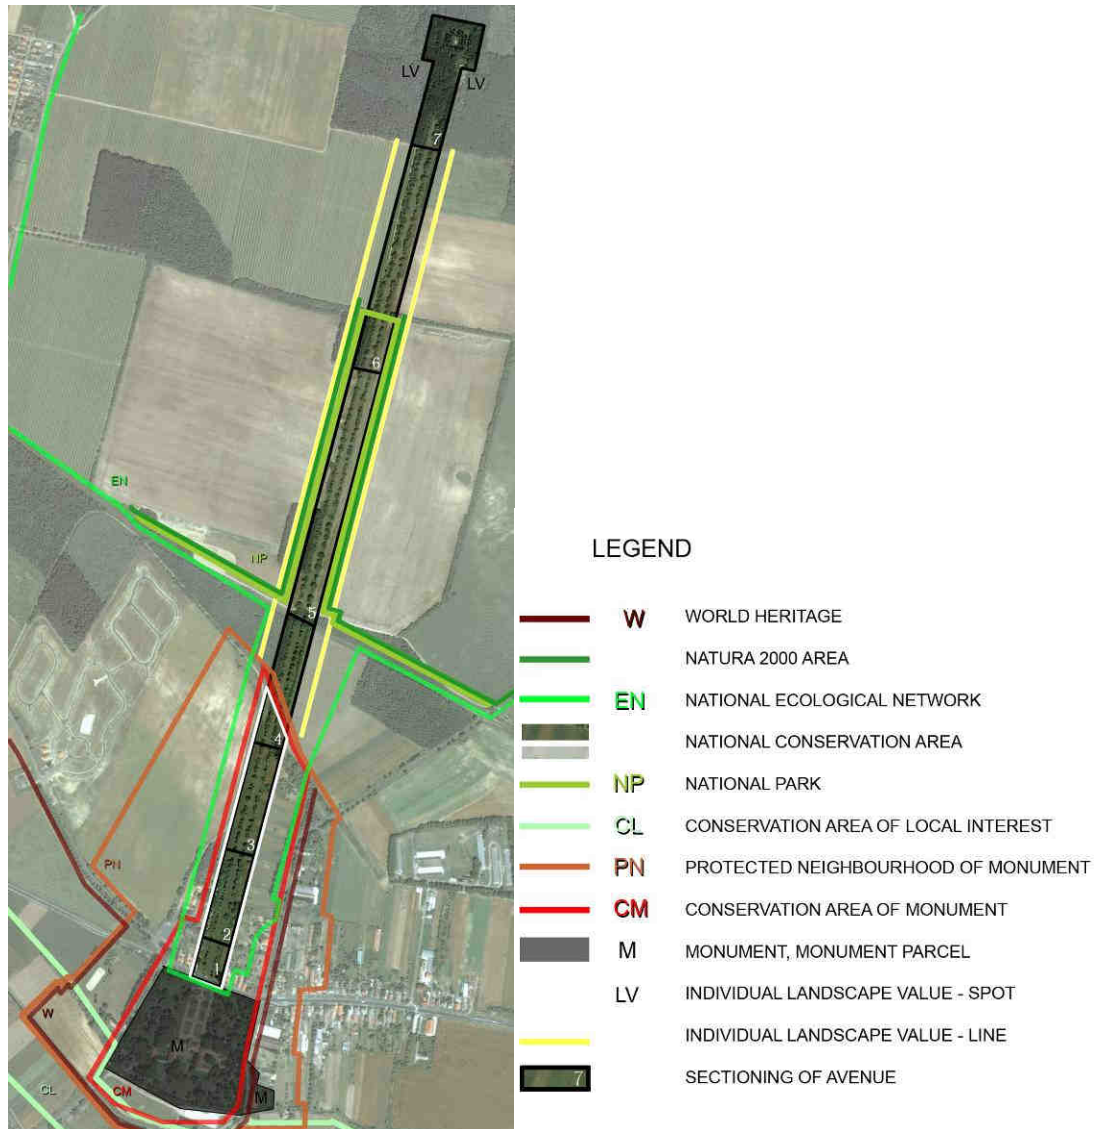 LV
LV
7
6
EN
NP
5
4
PN
3
2
1
W
M
CL
CM
M
LEGEND
W WORLD HERITAGE
NATURA 2000 AREA
EN NATIONAL ECOLOGICAL NETWORK
NATIONAL CONSERVATION AREA
NP NATIONAL PARK
CL CONSERVATION AREA OF LOCAL INTEREST
PN PROTECTED NEIGHBOURHOOD OF MONUMENT
CM CONSERVATION AREA OF MONUMENT
M MONUMENT, MONUMENT PARCEL
LV INDIVIDUAL LANDSCAPE VALUE - SPOT
INDIVIDUAL LANDSCAPE VALUE - LINE
7 SECTIONING OF AVENUE